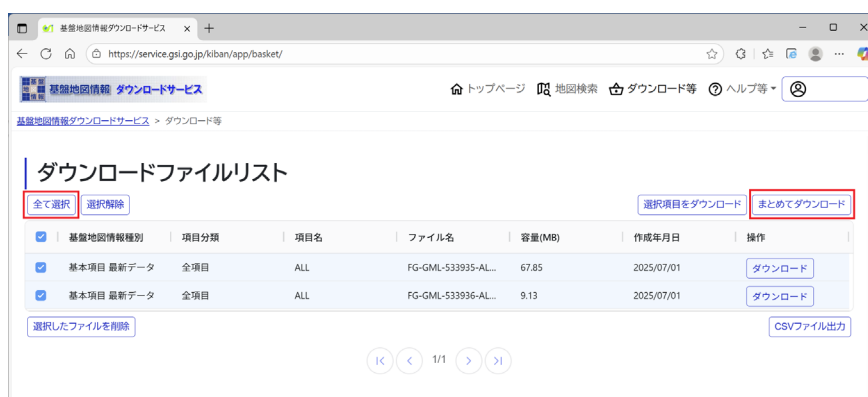 基盤地図情報ダウンロードサービス
https://service.gsi.go.jp/kiban/app/basket/
基盤地図情報 ダウンロードサービス
トップページ 地図検索 ダウンロード等 ヘルプ等
基盤地図情報ダウンロードサービス > ダウンロード等
ダウンロードファイルリスト
全て選択 選択解除 選択項目をダウンロード まとめてダウンロード
基盤地図情報種別 項目分類 項目名 ファイル名 容量(MB) 作成年月日 操作
基本項目 最新データ 全項目 ALL FG-GML-533935-AL... 67.85 2025/07/01 ダウンロード
基本項目 最新データ 全項目 ALL FG-GML-533936-AL... 9.13 2025/07/01 ダウンロード
選択したファイルを削除 CSVファイル出力
1/1